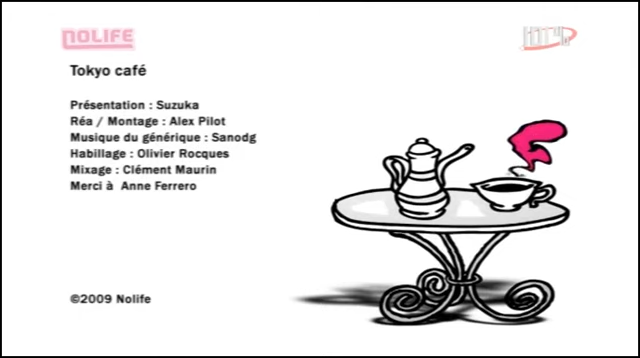 NOLIFE
Tokyo café
Présentation : Suzuka
Réa / Montage : Alex Pilot
Musique du générique : Sanodg
Habillage : Olivier Rocques
Mixage : Clément Maurin
Merci à  Anne Ferrero
©2009 Nolife